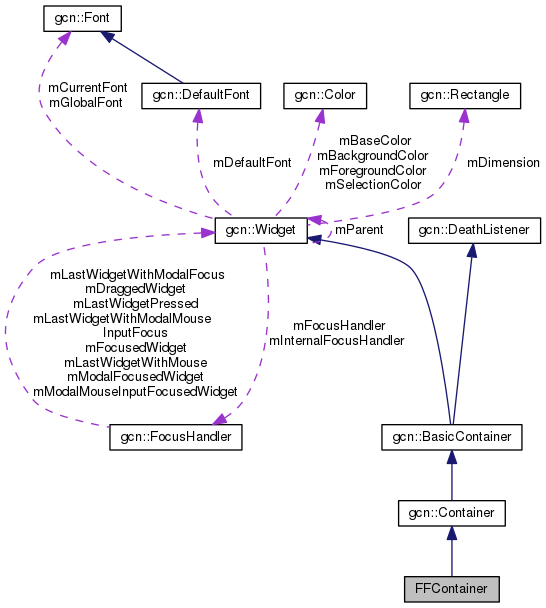 gcn::Font
mCurrentFont
mGlobalFont
gcn::DefaultFont
gcn::Color
gcn::Rectangle
mDefaultFont
mBaseColor
mBackgroundColor
mForegroundColor
mSelectionColor
mDimension
gcn::Widget
mParent
gcn::DeathListener
mLastWidgetWithModalFocus
mDraggedWidget
mLastWidgetPressed
mLastWidgetWithModalMouse
InputFocus
mFocusedWidget
mLastWidgetWithMouse
mModalFocusedWidget
mModalMouseInputFocusedWidget
mFocusHandler
mInternalFocusHandler
gcn::FocusHandler
gcn::BasicContainer
gcn::Container
FFContainer